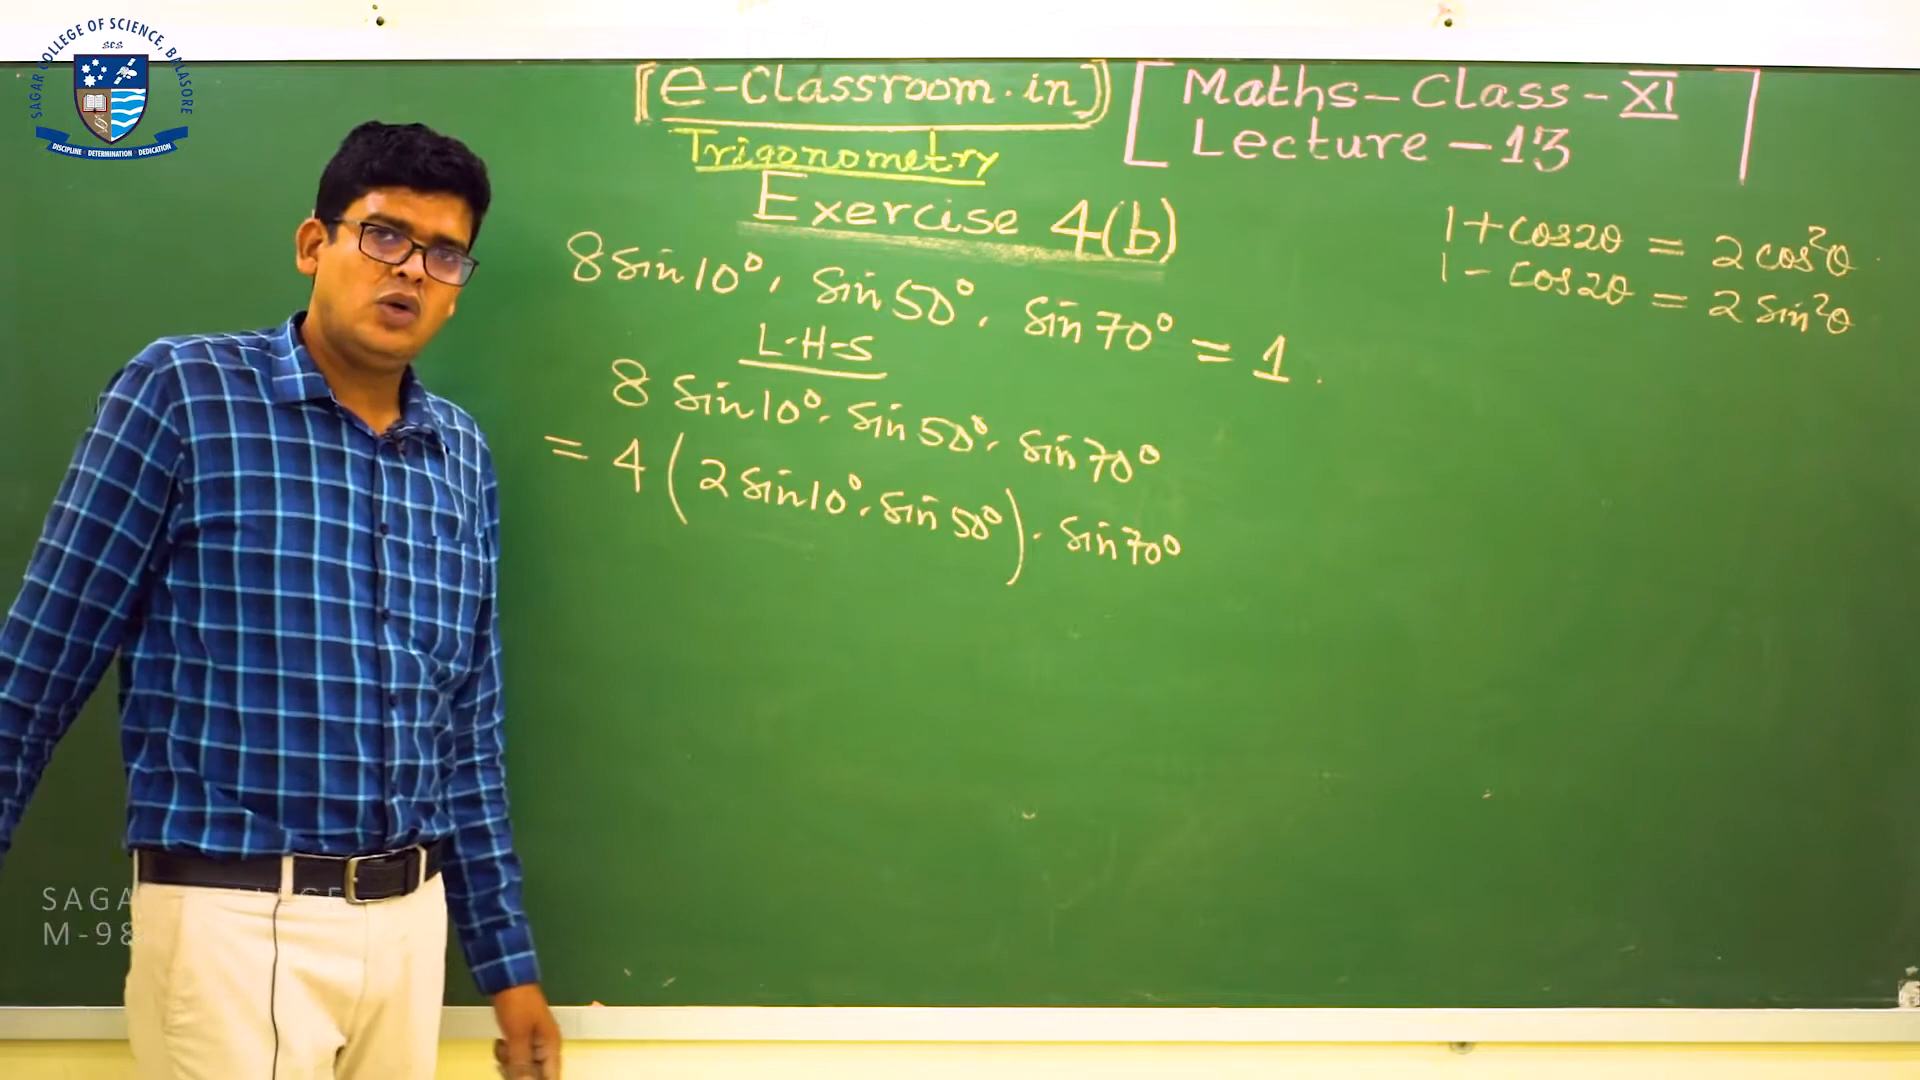 SAGAR COLLEGE OF SCIENCE, BALASORE
SCS
DISCIPLINE DETERMINATION DEDICATION
[e-Classroom.in]
Trigonometry
[Maths-Class-XI
Lecture-13]
Exercise 4(b)
1+cos2θ = 2cos²θ
1-cos2θ = 2sin²θ
8sin10°. sin50°. sin70° = 1.
L-H-S
8 sin10°. sin50°. sin70°
= 4(2sin10°. sin50°). sin70°
SAGA
M-98